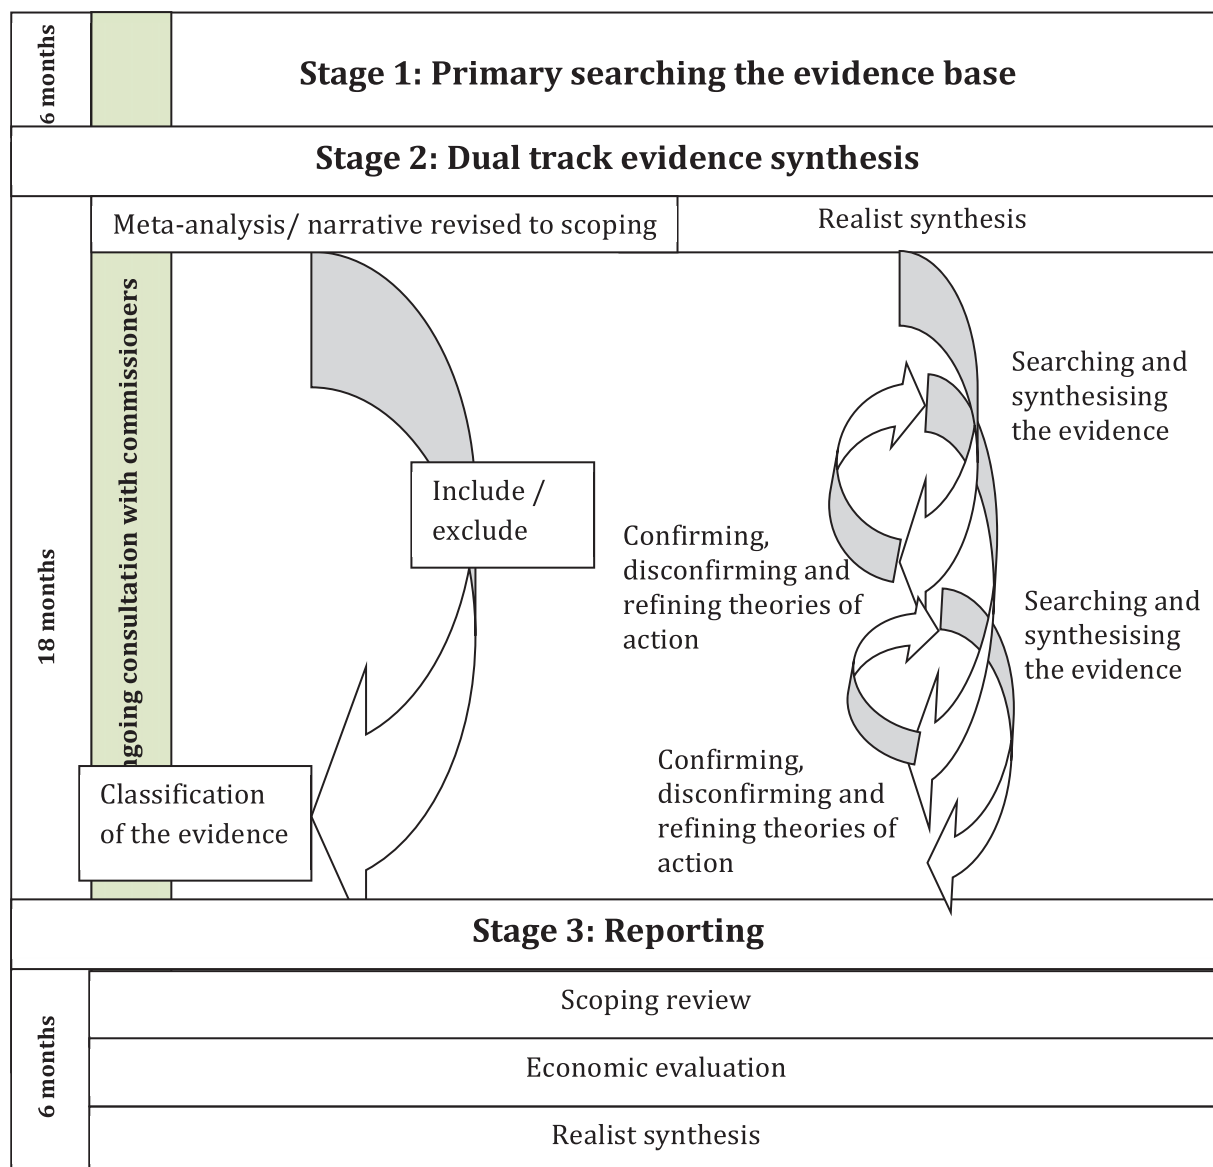 6 months
Stage 1: Primary searching the evidence base
Stage 2: Dual track evidence synthesis
Meta-analysis/ narrative revised to scoping
Realist synthesis
18 months
ngoing consultation with commissioners
Include /
exclude
Classification
of the evidence
Searching and
synthesising
the evidence
Confirming,
disconfirming and
refining theories of
action
Searching and
synthesising
the evidence
Confirming,
disconfirming and
refining theories of
action
Stage 3: Reporting
6 months
Scoping review
Economic evaluation
Realist synthesis